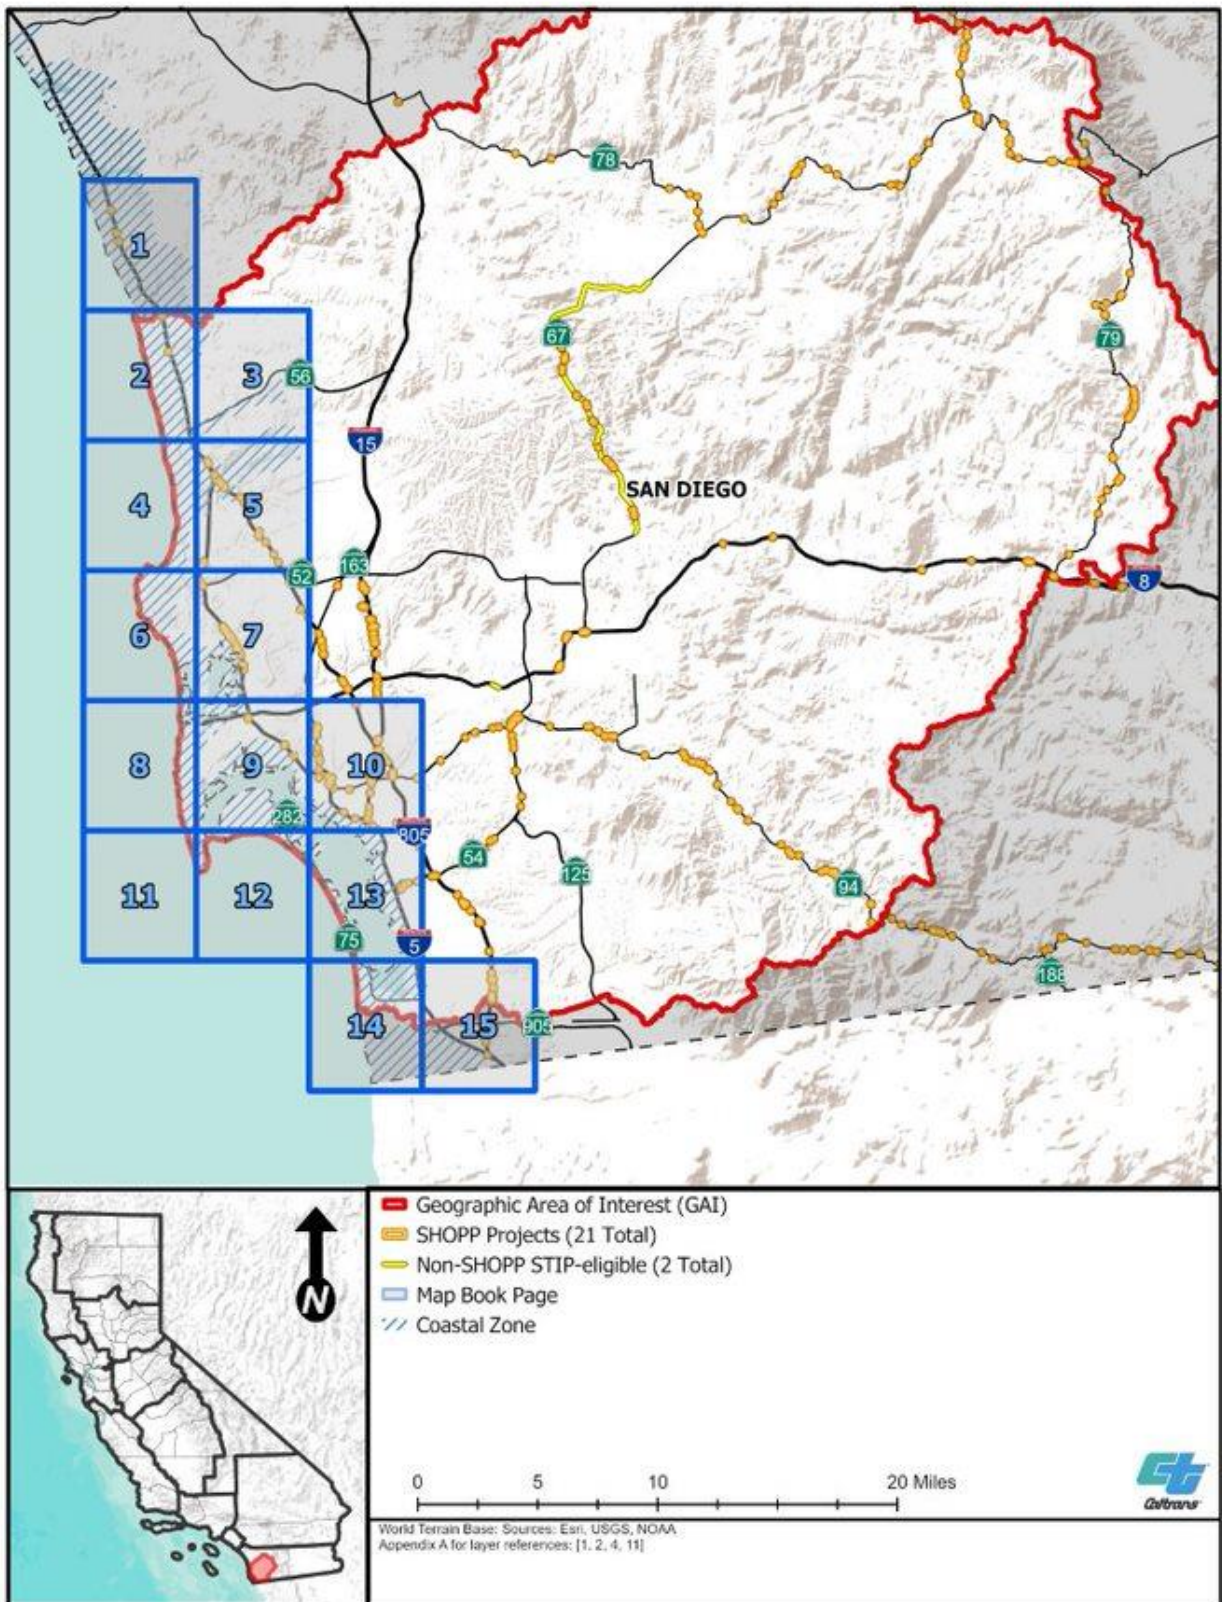 78
1
67
2
3
56
79
15
4
5
SAN DIEGO
163
52
8
6
7
8
9
10
282
805
54
125
94
11
12
13
75
5
188
14
15
905
N
Geographic Area of Interest (GAI)
SHOPP Projects (21 Total)
Non-SHOPP STIP-eligible (2 Total)
Map Book Page
Coastal Zone
0 5 10 20 Miles
Caltrans
World Terrain Base: Sources: Esri, USGS, NOAA
Appendix A for layer references: [1, 2, 4, 11]